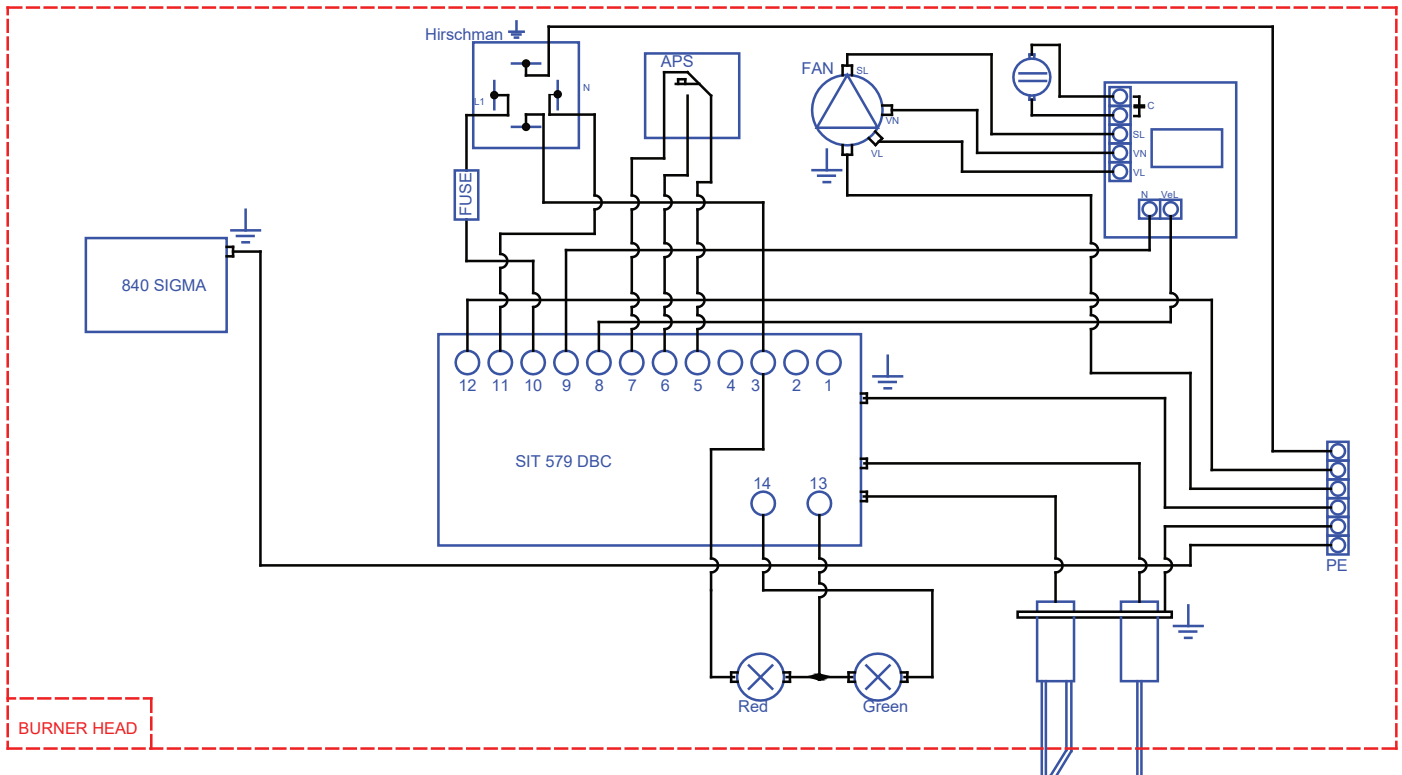 Hirschman
L1
N
APS
FAN
SL
VN
VL
C
SL
VN
VL
N VeL
FUSE
840 SIGMA
12 11 10 9 8 7 6 5 4 3 2 1
SIT 579 DBC
14 13
PE
Red
Green
BURNER HEAD